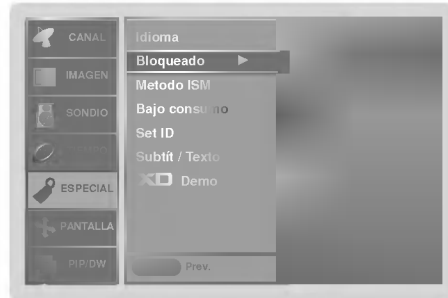 CANAL
IMAGEN
SONDIO
ESPECIAL
PANTALLA
PIP/DW
Idioma
Bloqueado
Metodo ISM
Bajo consumo
Set ID
Subtít / Texto
XD Demo
Prev.